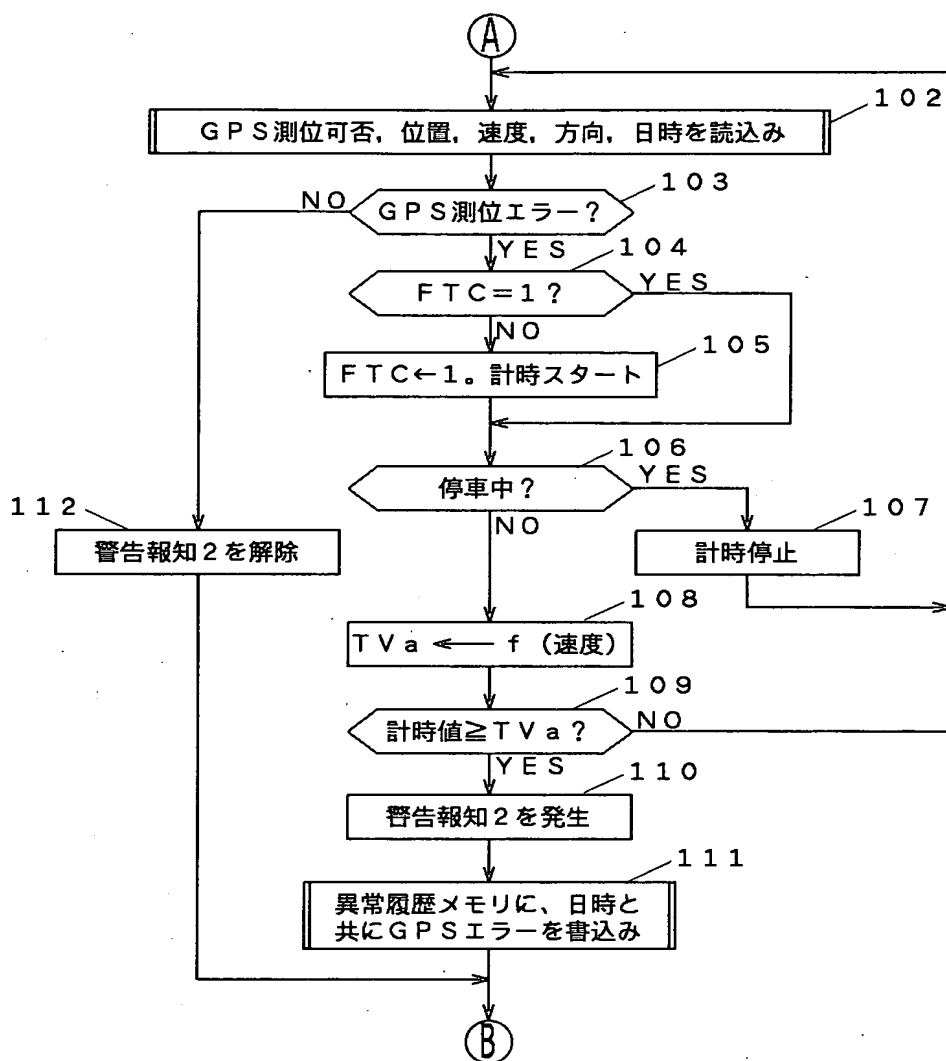 A
102
GPS測位可否，位置，速度，方向，日時を読込み
103
NO
GPS測位エラー？
YES
104
FTC＝1？
YES
NO
105
FTC←1。計時スタート
106
停車中？
YES
NO
107
計時停止
112
警告報知2を解除
108
TVa ← f（速度）
109
計時値≧TVa？
NO
YES
110
警告報知2を発生
111
異常履歴メモリに、日時と
共にGPSエラーを書込み
B